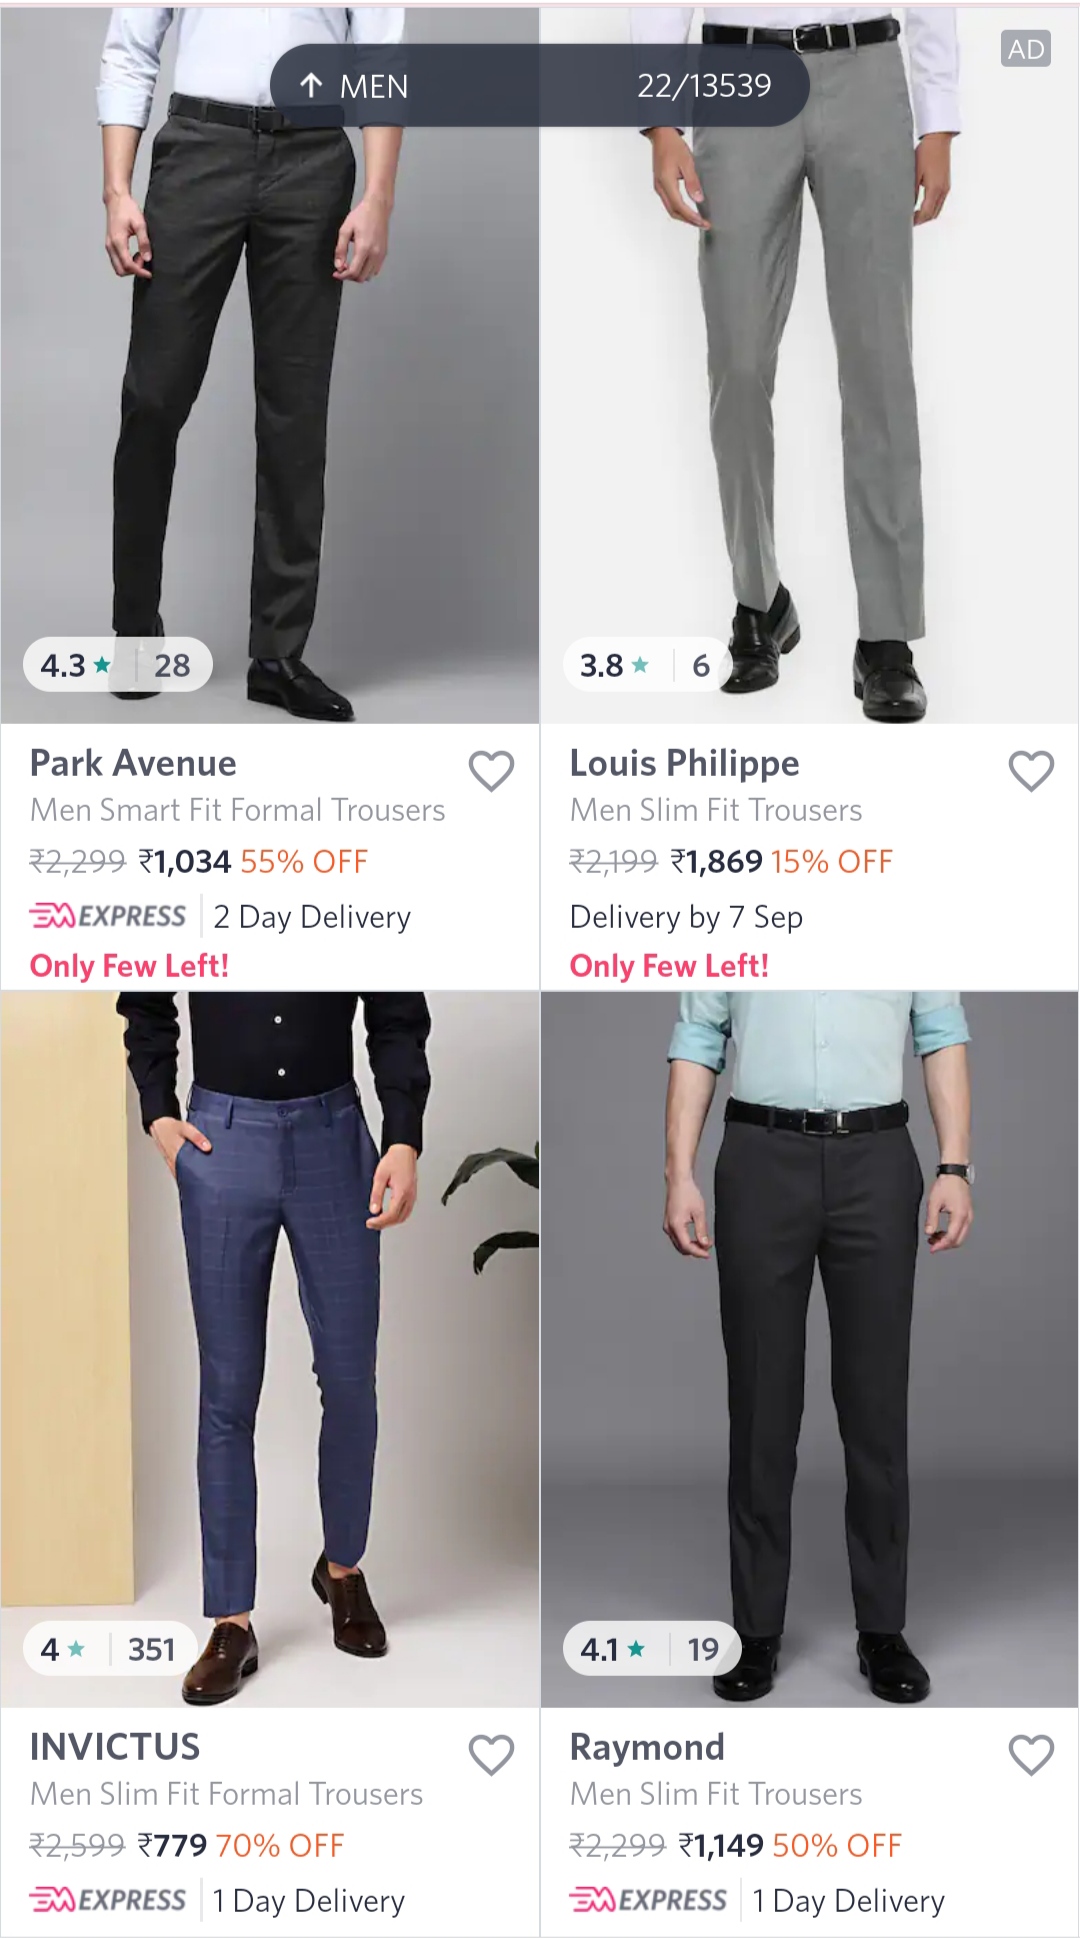 ↑ MEN 22/13539
AD
4.3 ★ | 28
3.8 ★ | 6
Park Avenue
Men Smart Fit Formal Trousers
₹2,299 ₹1,034 55% OFF
EXPRESS | 2 Day Delivery
Only Few Left!
Louis Philippe
Men Slim Fit Trousers
₹2,199 ₹1,869 15% OFF
Delivery by 7 Sep
Only Few Left!
4 ★ | 351
4.1 ★ | 19
INVICTUS
Men Slim Fit Formal Trousers
₹2,599 ₹779 70% OFF
EXPRESS | 1 Day Delivery
Raymond
Men Slim Fit Trousers
₹2,299 ₹1,149 50% OFF
EXPRESS | 1 Day Delivery